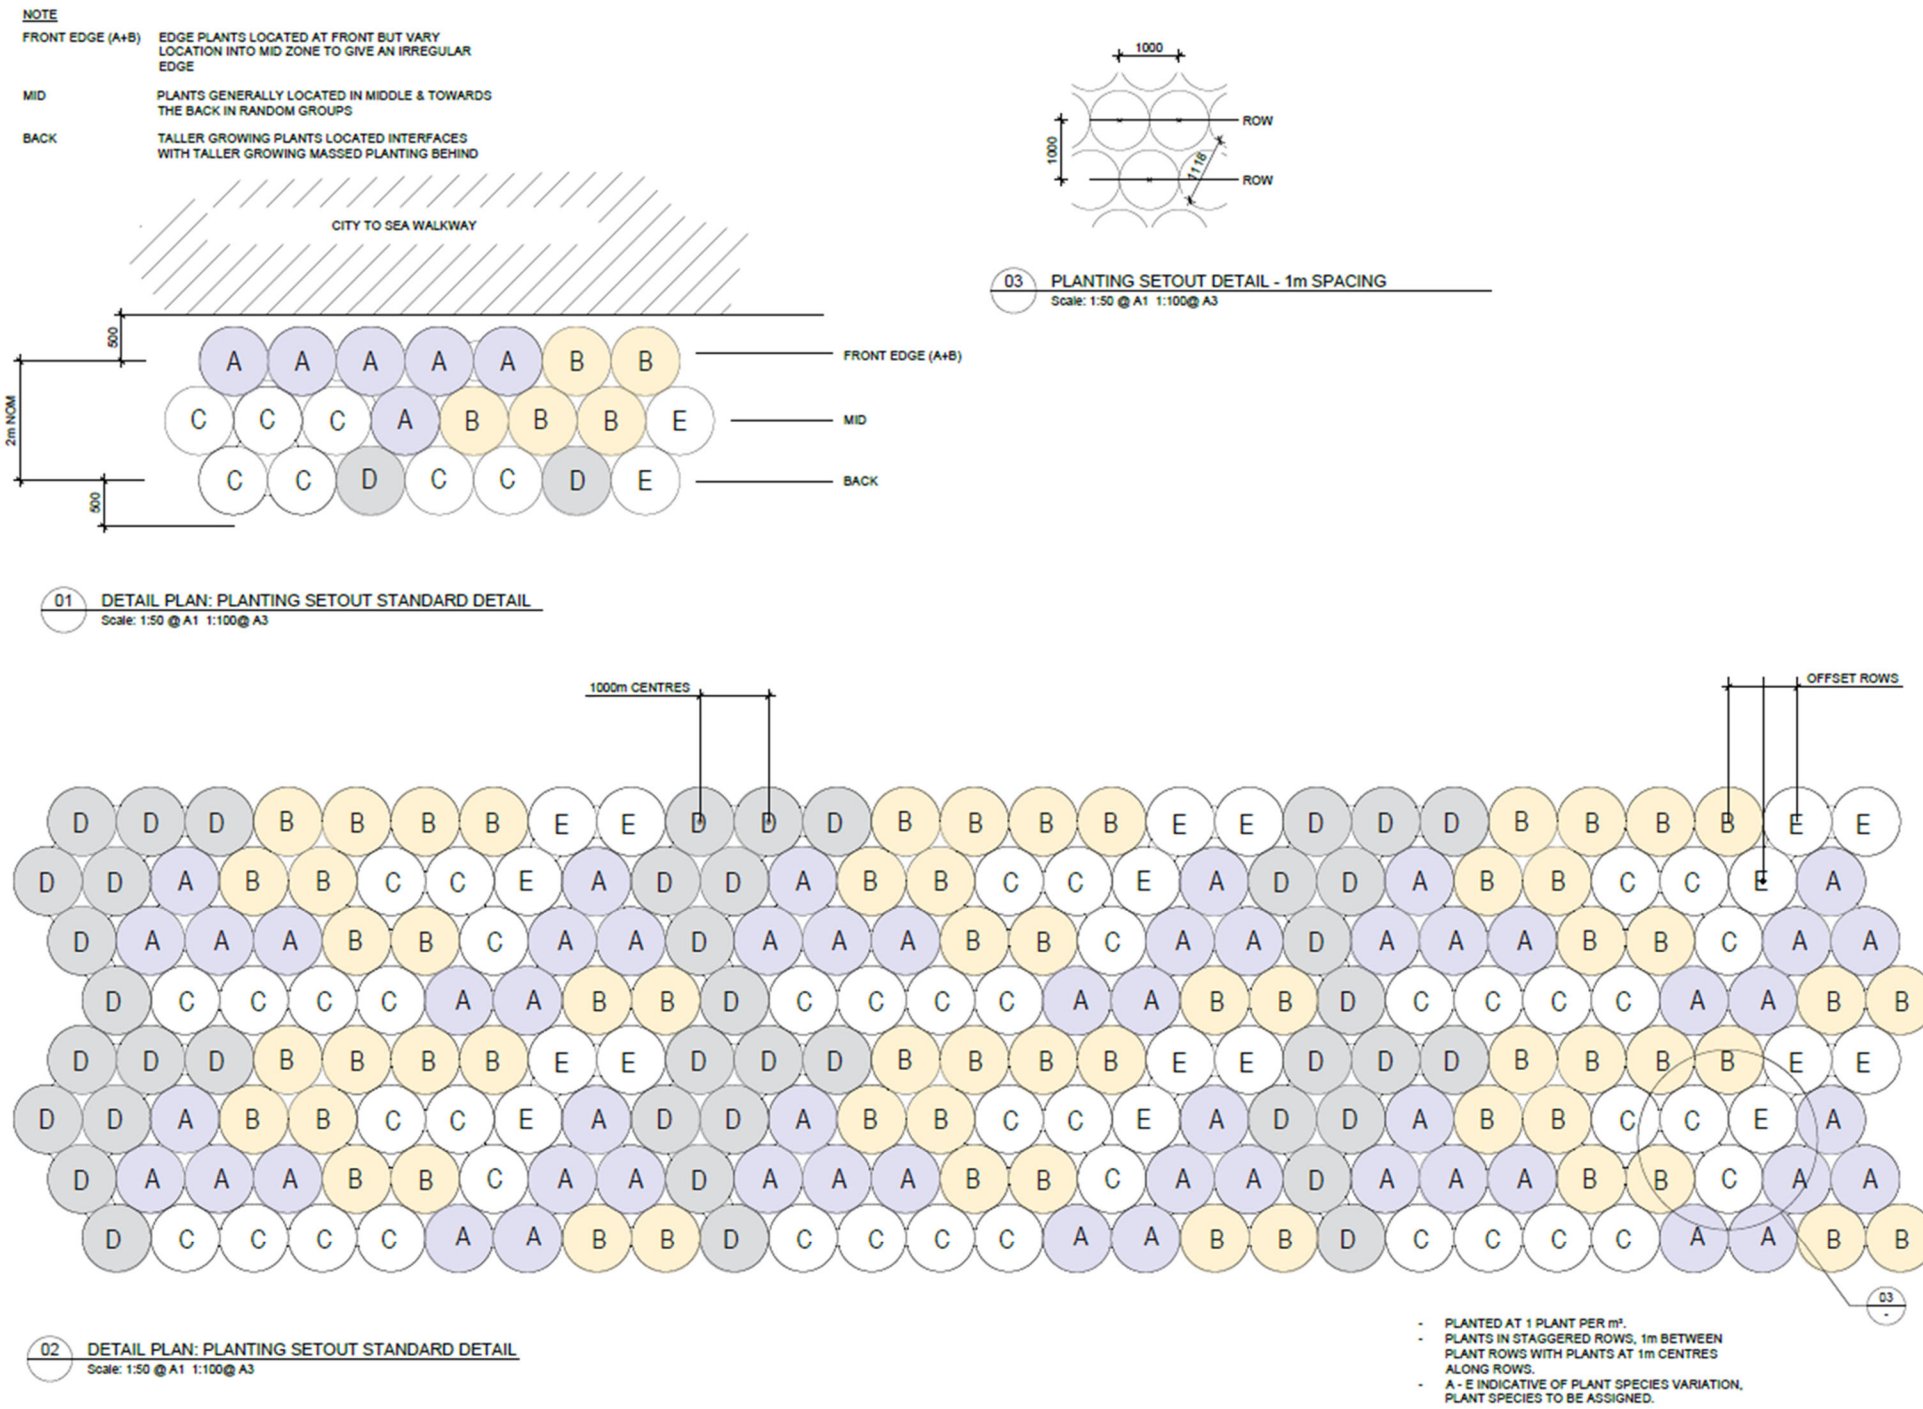 NOTE
FRONT EDGE (A+B) EDGE PLANTS LOCATED AT FRONT BUT VARY
LOCATION INTO MID ZONE TO GIVE AN IRREGULAR
EDGE
MID PLANTS GENERALLY LOCATED IN MIDDLE & TOWARDS
THE BACK IN RANDOM GROUPS
BACK TALLER GROWING PLANTS LOCATED INTERFACES
WITH TALLER GROWING MASSED PLANTING BEHIND
CITY TO SEA WALKWAY
500
2m NOM
500
A A A A A B B
FRONT EDGE (A+B)
C C C A B B B E
MID
C C D C C D E
BACK
01 DETAIL PLAN: PLANTING SETOUT STANDARD DETAIL
Scale: 1:50 @ A1 1:100@ A3
1000
1000
ROW
1118
ROW
03 PLANTING SETOUT DETAIL - 1m SPACING
Scale: 1:50 @ A1 1:100@ A3
1000m CENTRES
OFFSET ROWS
D D D B B B B E E D D D B B B B E E D D D B B B B E E
D D A B B C C E A D D A B B C C E A D D A B B C C E A
D A A A B B C A A D A A A B B C A A D A A A B B C A A
D C C C C A A B B D C C C C A A B B D C C C C A A B B
D D D B B B B E E D D D B B B B E E D D D B B B B E E
D D A B B C C E A D D A B B C C E A D D A B B C C E A
D A A A B B C A A D A A A B B C A A D A A A B B C A A
D C C C C A A B B D C C C C A A B B D C C C C A A B B
03
-
02 DETAIL PLAN: PLANTING SETOUT STANDARD DETAIL
Scale: 1:50 @ A1 1:100@ A3
- PLANTED AT 1 PLANT PER m².
- PLANTS IN STAGGERED ROWS, 1m BETWEEN
PLANT ROWS WITH PLANTS AT 1m CENTRES
ALONG ROWS.
- A - E INDICATIVE OF PLANT SPECIES VARIATION,
PLANT SPECIES TO BE ASSIGNED.